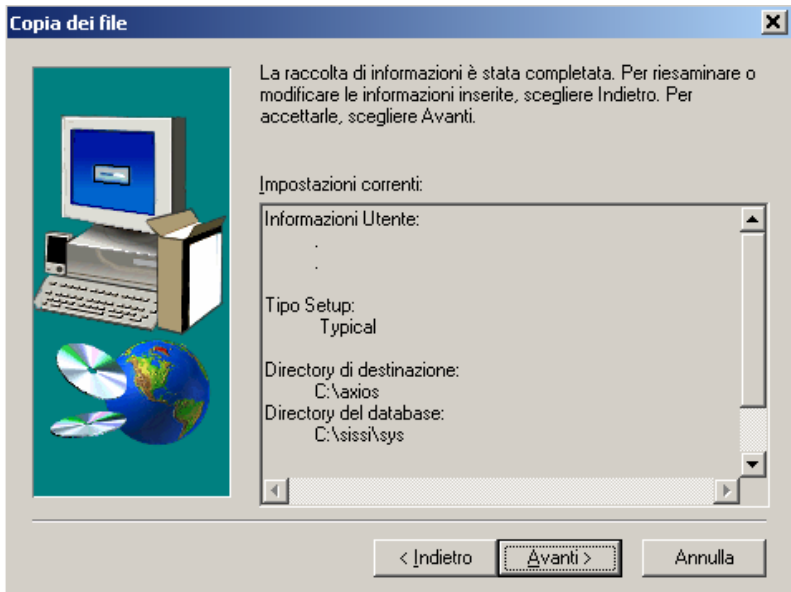 Copia dei file
La raccolta di informazioni è stata completata. Per riesaminare o
modificare le informazioni inserite, scegliere Indietro. Per
accettarle, scegliere Avanti.
Impostazioni correnti:
Informazioni Utente:
.
.
Tipo Setup:
Typical
Directory di destinazione:
C:\axios
Directory del database:
C:\sissi\sys
< Indietro
Avanti >
Annulla